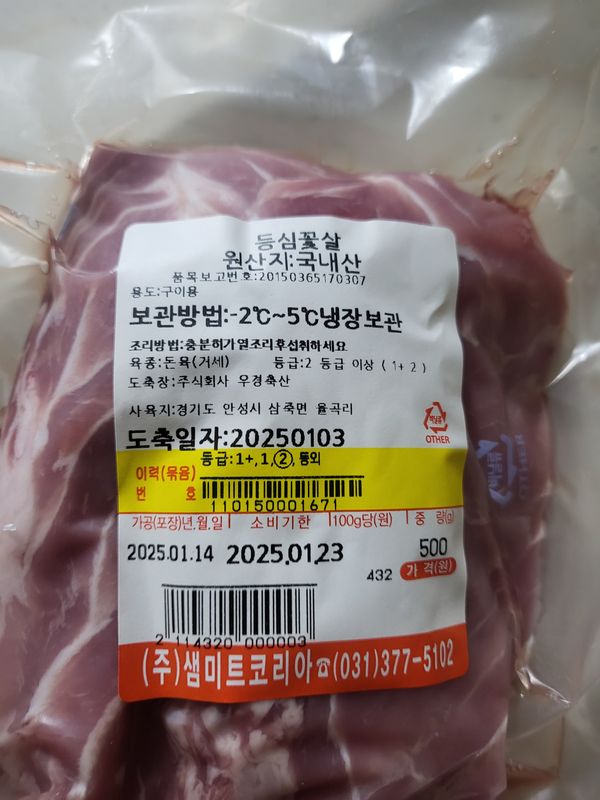 등심꽃살
원산지:국내산
품목보고번호:20150365170307
용도:구이용
보관방법:-2℃~5℃냉장보관
조리방법:충분히가열조리후섭취하세요
육종:돈육(거세) 등급:2 등급 이상 ( 1+ 2 )
도축장:주식회사 우경축산
사육지:경기도 안성시 삼죽면 율곡리
OTHER
도축일자:20250103
등급:1+,1,②,등외
이력(묶음)
번 호
110150001671
가공(포장)년,월,일 소비기한 100g당(원) 중 량(g)
2025.01.14 2025.01.23 500
432 가 격(원)
2 114320 000003
(주)샘미트코리아☎(031)377-5102